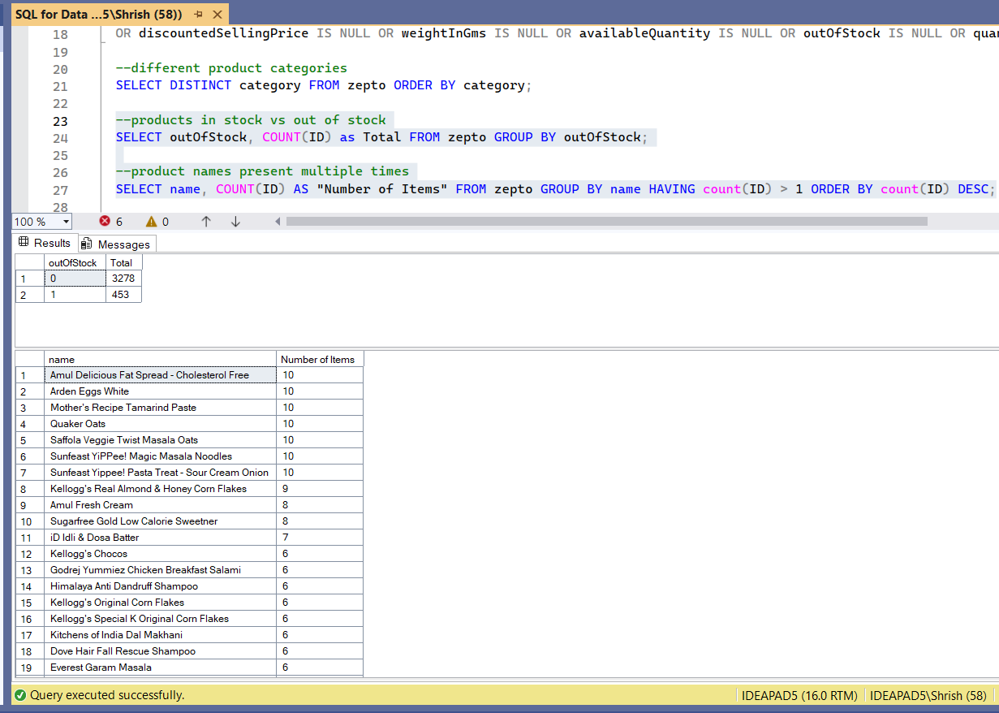 SQL for Data ...5\Shrish (58))
18 OR discountedSellingPrice IS NULL OR weightInGms IS NULL OR availableQuantity IS NULL OR outOfStock IS NULL OR quan
19
20 --different product categories
21 SELECT DISTINCT category FROM zepto ORDER BY category;
22
23 --products in stock vs out of stock
24 SELECT outOfStock, COUNT(ID) as Total FROM zepto GROUP BY outOfStock;
25
26 --product names present multiple times
27 SELECT name, COUNT(ID) AS "Number of Items" FROM zepto GROUP BY name HAVING count(ID) > 1 ORDER BY count(ID) DESC;
28
100 % 6 0
Results Messages
outOfStock Total
1 0 3278
2 1 453
name Number of Items
1 Amul Delicious Fat Spread - Cholesterol Free 10
2 Arden Eggs White 10
3 Mother's Recipe Tamarind Paste 10
4 Quaker Oats 10
5 Saffola Veggie Twist Masala Oats 10
6 Sunfeast YiPPee! Magic Masala Noodles 10
7 Sunfeast Yippee! Pasta Treat - Sour Cream Onion 10
8 Kellogg's Real Almond & Honey Corn Flakes 9
9 Amul Fresh Cream 8
10 Sugarfree Gold Low Calorie Sweetner 8
11 iD Idli & Dosa Batter 7
12 Kellogg's Chocos 6
13 Godrej Yummiez Chicken Breakfast Salami 6
14 Himalaya Anti Dandruff Shampoo 6
15 Kellogg's Original Corn Flakes 6
16 Kellogg's Special K Original Corn Flakes 6
17 Kitchens of India Dal Makhani 6
18 Dove Hair Fall Rescue Shampoo 6
19 Everest Garam Masala 6
Query executed successfully. IDEAPAD5 (16.0 RTM) IDEAPAD5\Shrish (58)